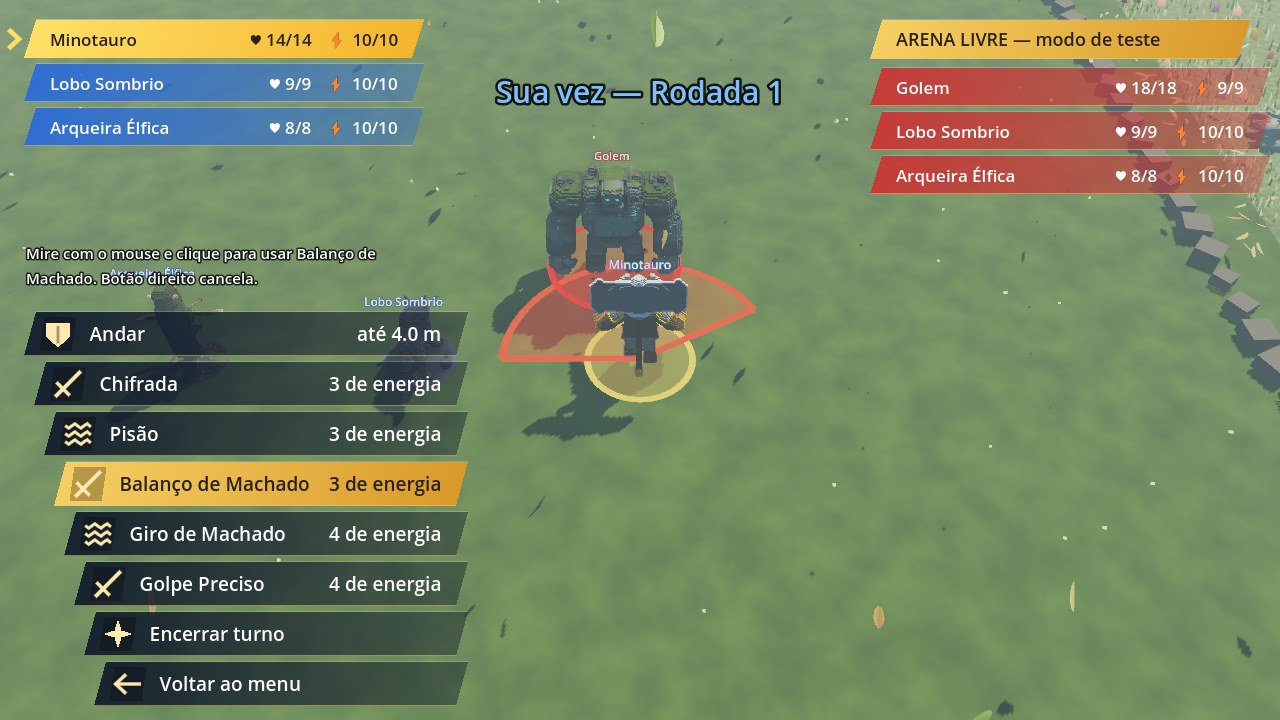 Minotauro 14/14 10/10
Lobo Sombrio 9/9 10/10
Arqueira Élfica 8/8 10/10
Sua vez — Rodada 1
ARENA LIVRE — modo de teste
Golem 18/18 9/9
Lobo Sombrio 9/9 10/10
Arqueira Élfica 8/8 10/10
Golem
Minotauro
Mire com o mouse e clique para usar Balanço de
Machado. Botão direito cancela.
Arqueira Élfica
Lobo Sombrio
Andar até 4.0 m
Chifrada 3 de energia
Pisão 3 de energia
Balanço de Machado 3 de energia
Giro de Machado 4 de energia
Golpe Preciso 4 de energia
Encerrar turno
Voltar ao menu